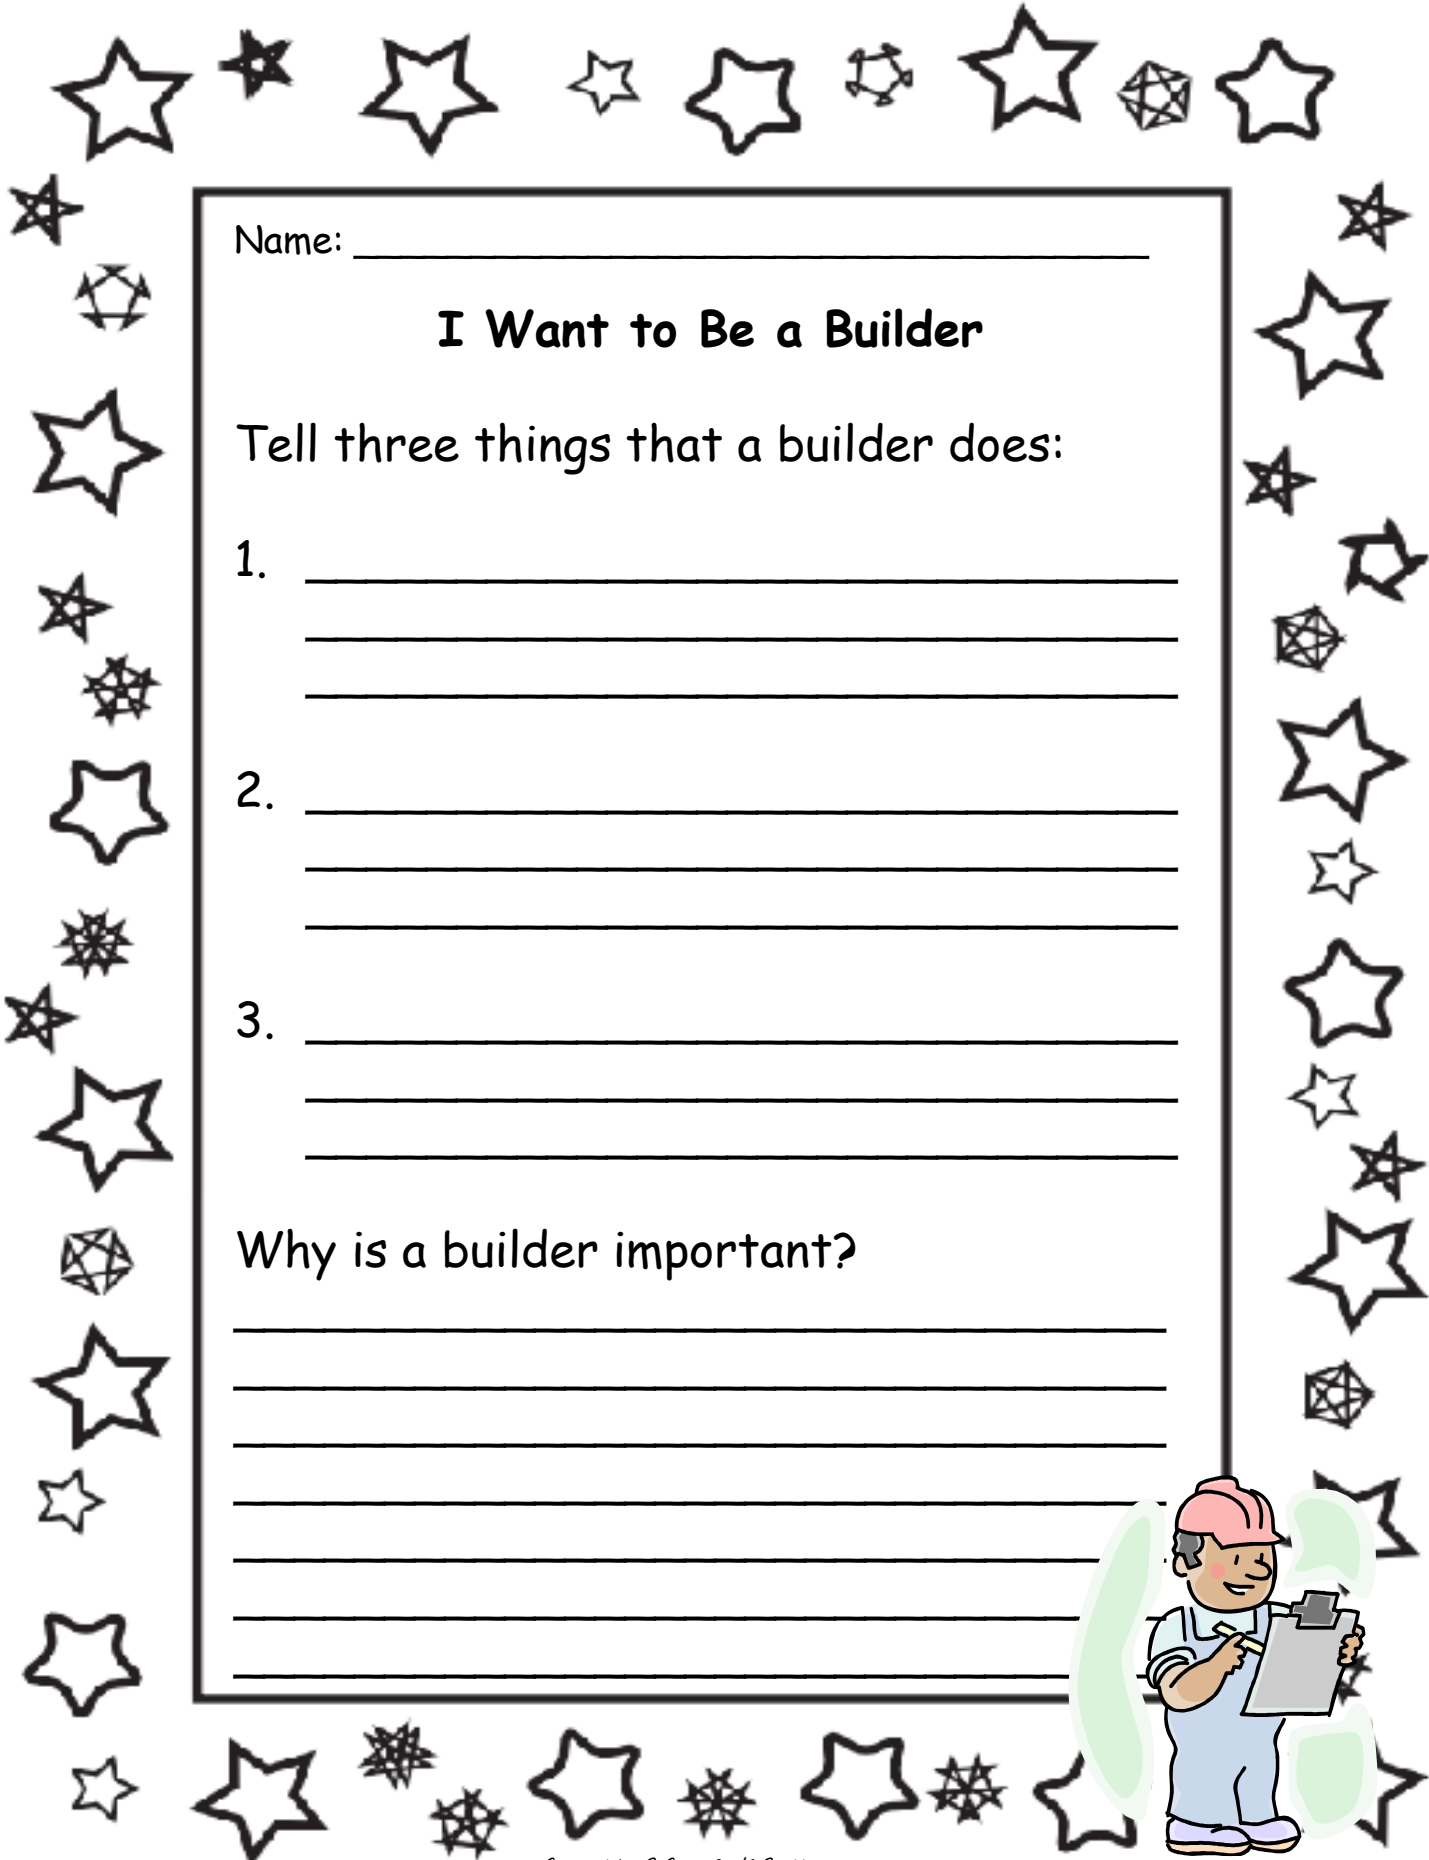 Name:
I Want to Be a Builder
Tell three things that a builder does:
1.
2.
3.
Why is a builder important?